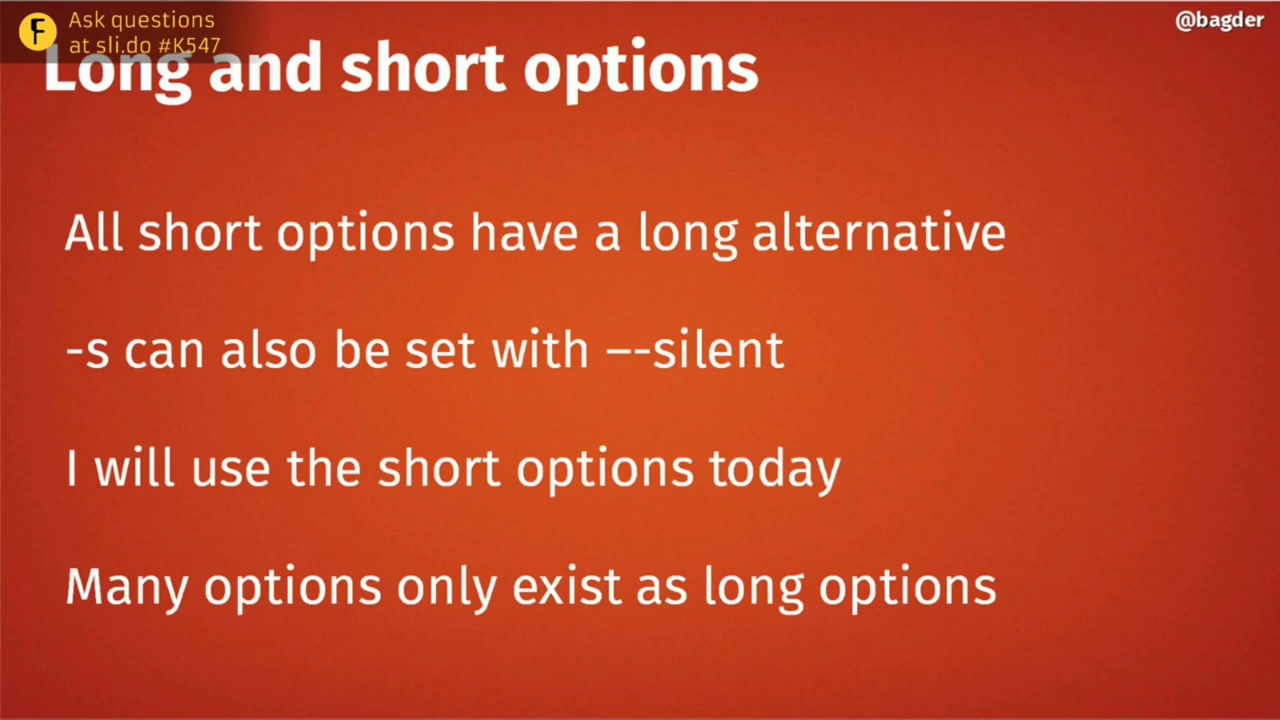 Ask questions
at sli.do #K547
@bagder
Long and short options
All short options have a long alternative
-s can also be set with –-silent
I will use the short options today
Many options only exist as long options